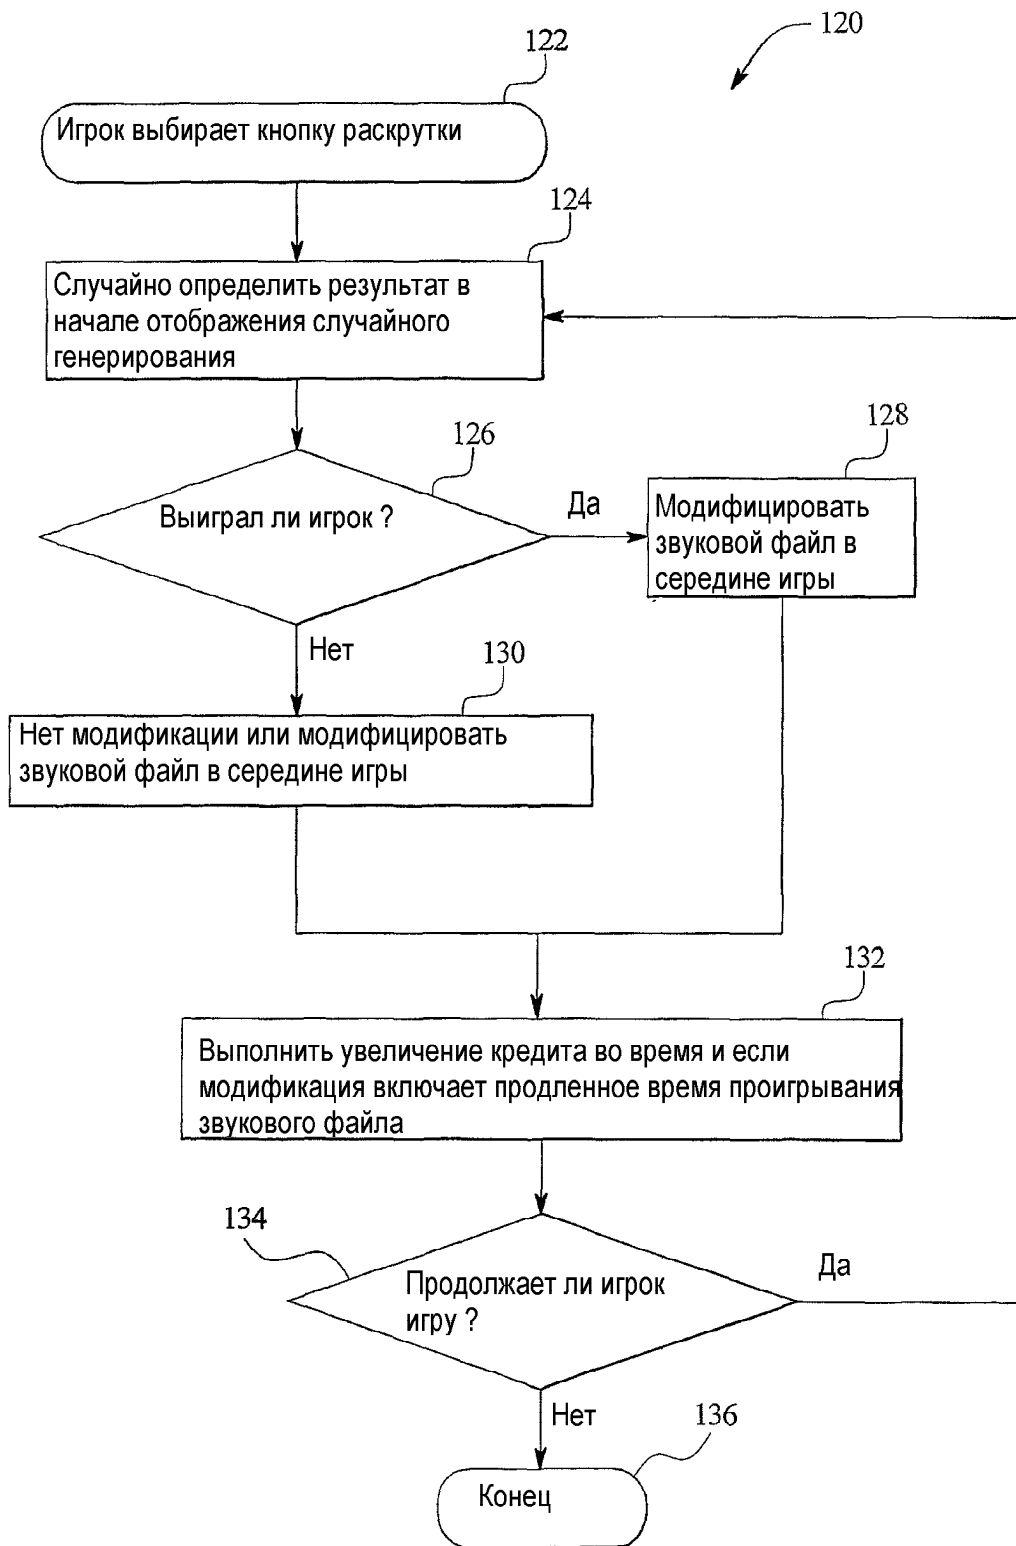 120
122
Игрок выбирает кнопку раскрутки
124
Случайно определить результат в
начале отображения случайного
генерирования
126
Выиграл ли игрок ?
Да
128
Модифицировать
звуковой файл в
середине игры
Нет
130
Нет модификации или модифицировать
звуковой файл в середине игры
132
Выполнить увеличение кредита во время и если
модификация включает продленное время проигрывания
звукового файла
134
Продолжает ли игрок
игру ?
Да
Нет
136
Конец